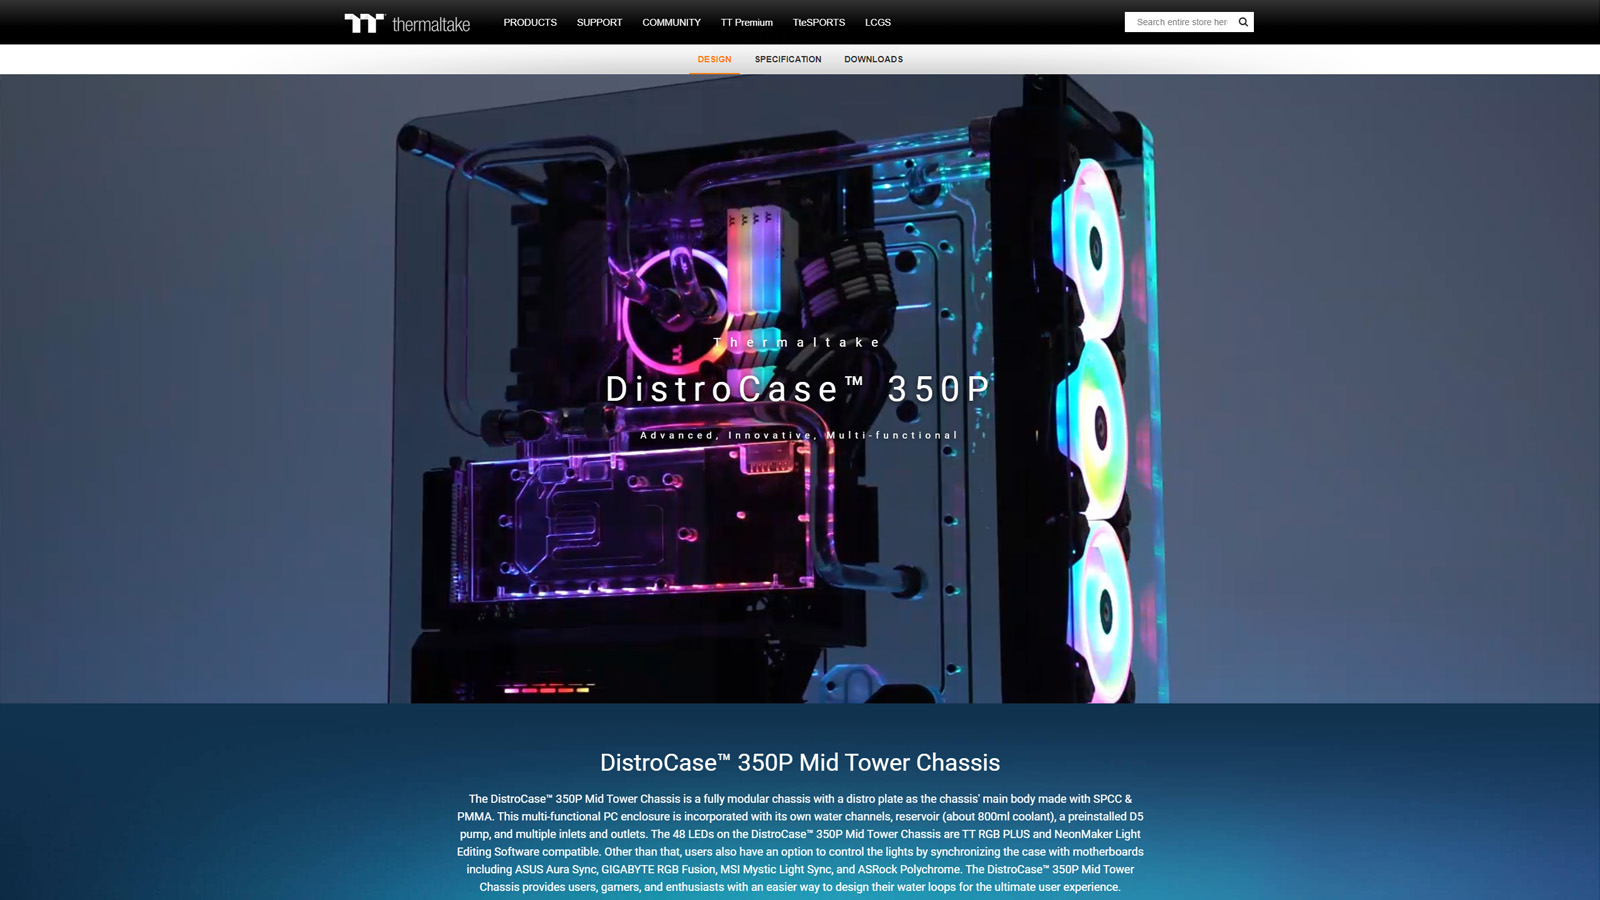 thermaltake
PRODUCTS SUPPORT COMMUNITY TT Premium TteSPORTS LCGS
Search entire store her
DESIGN SPECIFICATION DOWNLOADS
Thermaltake
DistroCase™ 350P
Advanced, Innovative, Multi-functional
DistroCase™ 350P Mid Tower Chassis
The DistroCase™ 350P Mid Tower Chassis is a fully modular chassis with a distro plate as the chassis' main body made with SPCC &
PMMA. This multi-functional PC enclosure is incorporated with its own water channels, reservoir (about 800ml coolant), a preinstalled D5
pump, and multiple inlets and outlets. The 48 LEDs on the DistroCase™ 350P Mid Tower Chassis are TT RGB PLUS and NeonMaker Light
Editing Software compatible. Other than that, users also have an option to control the lights by synchronizing the case with motherboards
including ASUS Aura Sync, GIGABYTE RGB Fusion, MSI Mystic Light Sync, and ASRock Polychrome. The DistroCase™ 350P Mid Tower
Chassis provides users, gamers, and enthusiasts with an easier way to design their water loops for the ultimate user experience.